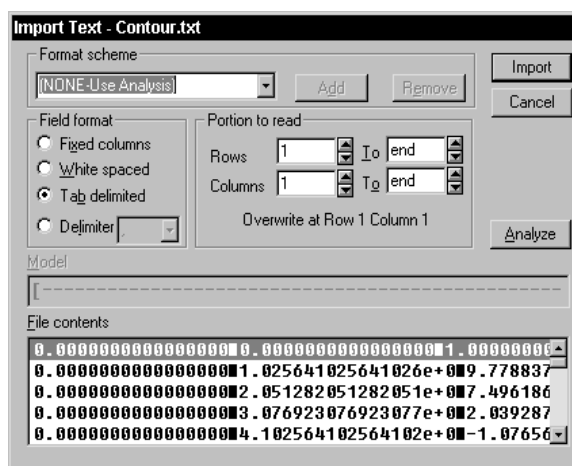 Import Text - Contour.txt
Format scheme
[NONE-Use Analysis]
Add
Remove
Import
Cancel
Field format
Fixed columns
White spaced
Tab delimited
Delimiter ,
Portion to read
Rows 1 To end
Columns 1 To end
Overwrite at Row 1 Column 1
Analyze
Model
[------------------------------------------------------------
File contents
0.0000000000000000■0.0000000000000000■1.00000000
0.0000000000000000■1.025641025641026e+0■9.778837
0.0000000000000000■2.051282051282051e+0■7.496186
0.0000000000000000■3.076923076923077e+0■2.039287
0.0000000000000000■4.10256410256410​2e+0■-1.07656